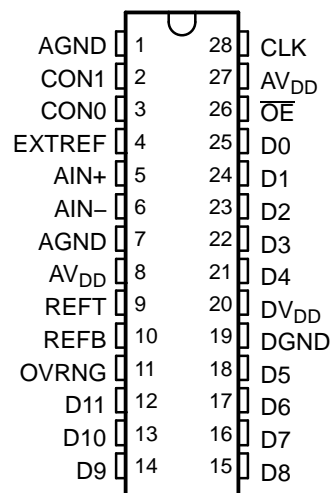 AGND 1 28 CLK
CON1 2 27 AVDD
CON0 3 26 OE
EXTREF 4 25 D0
AIN+ 5 24 D1
AIN− 6 23 D2
AGND 7 22 D3
AVDD 8 21 D4
REFT 9 20 DVDD
REFB 10 19 DGND
OVRNG 11 18 D5
D11 12 17 D6
D10 13 16 D7
D9 14 15 D8